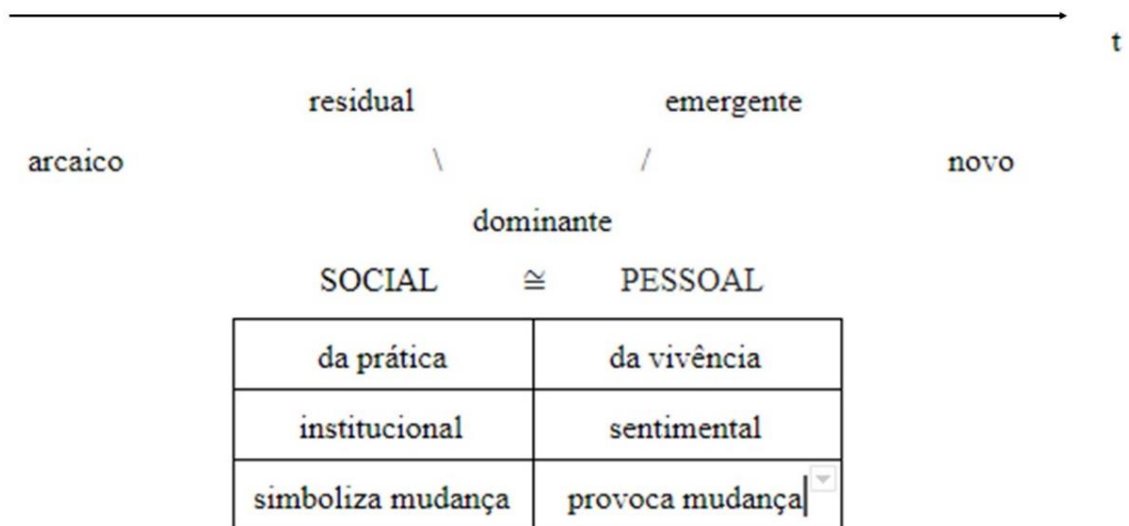 t
residual emergente
arcaico \ / novo
dominante
SOCIAL ≅ PESSOAL
da prática da vivência
institucional sentimental
simboliza mudança provoca mudança